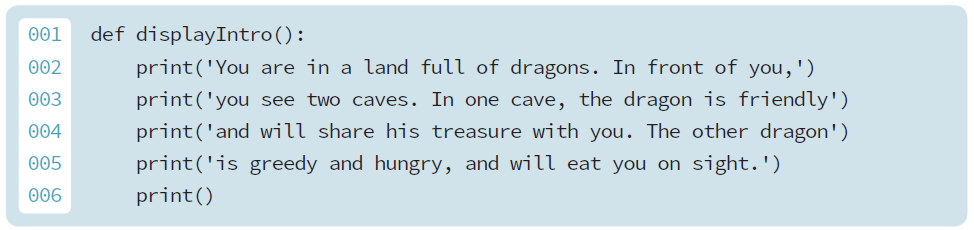 001 def displayIntro():
002     print('You are in a land full of dragons. In front of you,')
003     print('you see two caves. In one cave, the dragon is friendly')
004     print('and will share his treasure with you. The other dragon')
005     print('is greedy and hungry, and will eat you on sight.')
006     print()